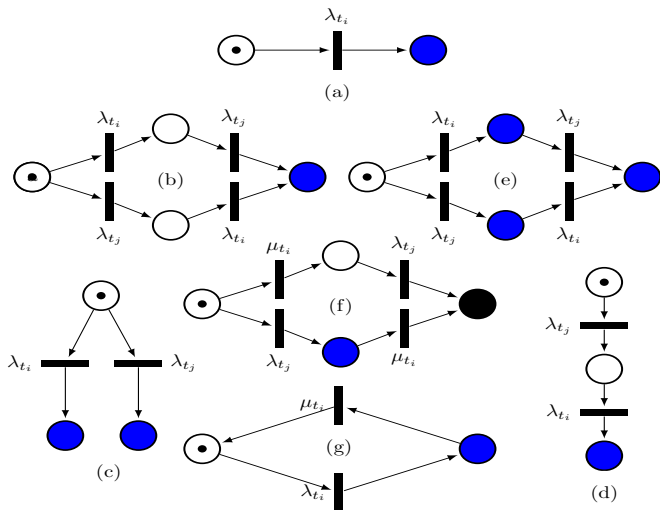 λ_{t_i}
(a)
λ_{t_i} λ_{t_j} λ_{t_i} λ_{t_j}
(b) (e)
λ_{t_j} λ_{t_i} λ_{t_j} λ_{t_i}
μ_{t_i} λ_{t_j}
(f)
λ_{t_j}
λ_{t_i} λ_{t_j} λ_{t_j} μ_{t_i}
μ_{t_i}
λ_{t_i}
(g)
(c)
λ_{t_i}
(d)